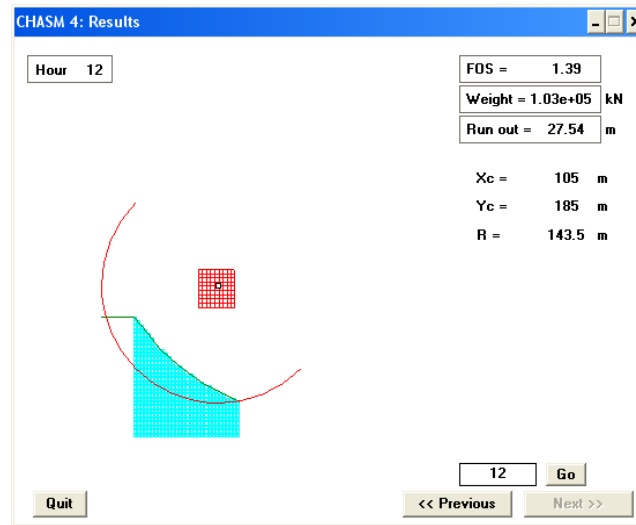 CHASM 4: Results
Hour 12
FOS = 1.39
Weight = 1.03e+05 kN
Run out = 27.54 m
Xc = 105 m
Yc = 185 m
R = 143.5 m
12 Go
Quit << Previous Next >>